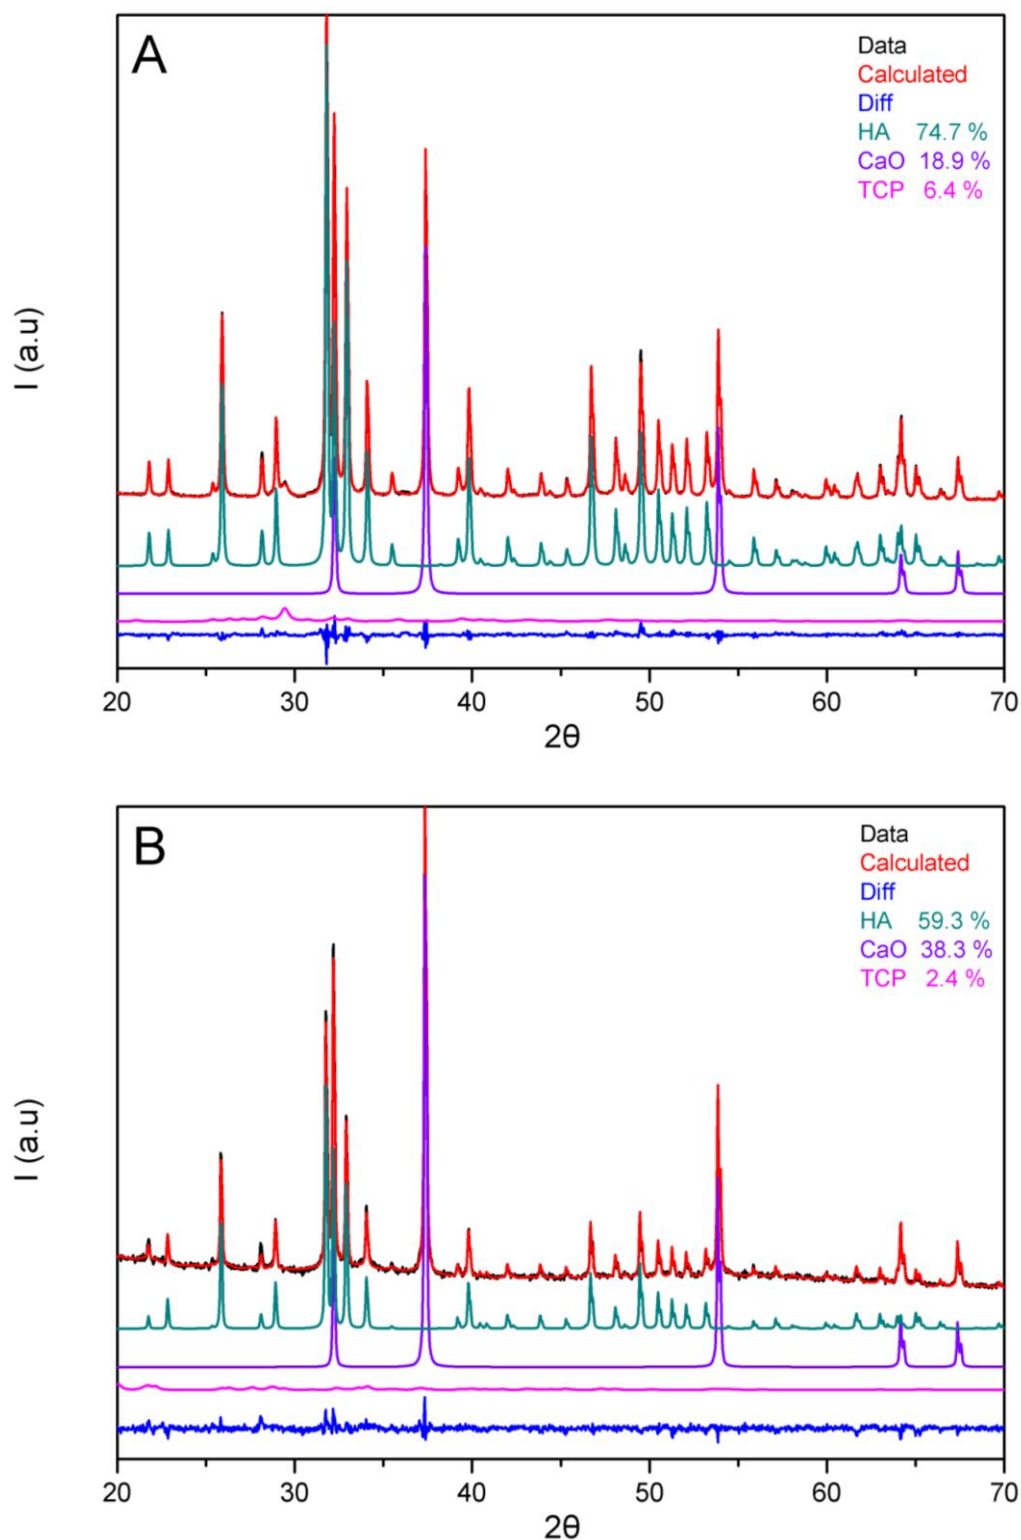 A
Data
Calculated
Diff
HA 74.7 %
CaO 18.9 %
TCP 6.4 %
I (a.u)
20 30 40 50 60 70
2θ
B
Data
Calculated
Diff
HA 59.3 %
CaO 38.3 %
TCP 2.4 %
I (a.u)
20 30 40 50 60 70
2θ